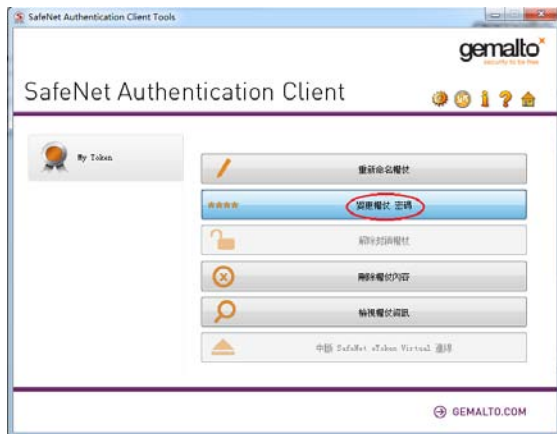 SafeNet Authentication Client Tools
gemalto
security to be free
SafeNet Authentication Client
My Token
重新命名權杖
變更權杖 密碼
解除封鎖權杖
刪除權杖內容
檢視權杖資訊
中斷 SafeNet eToken Virtual 連線
GEMALTO.COM